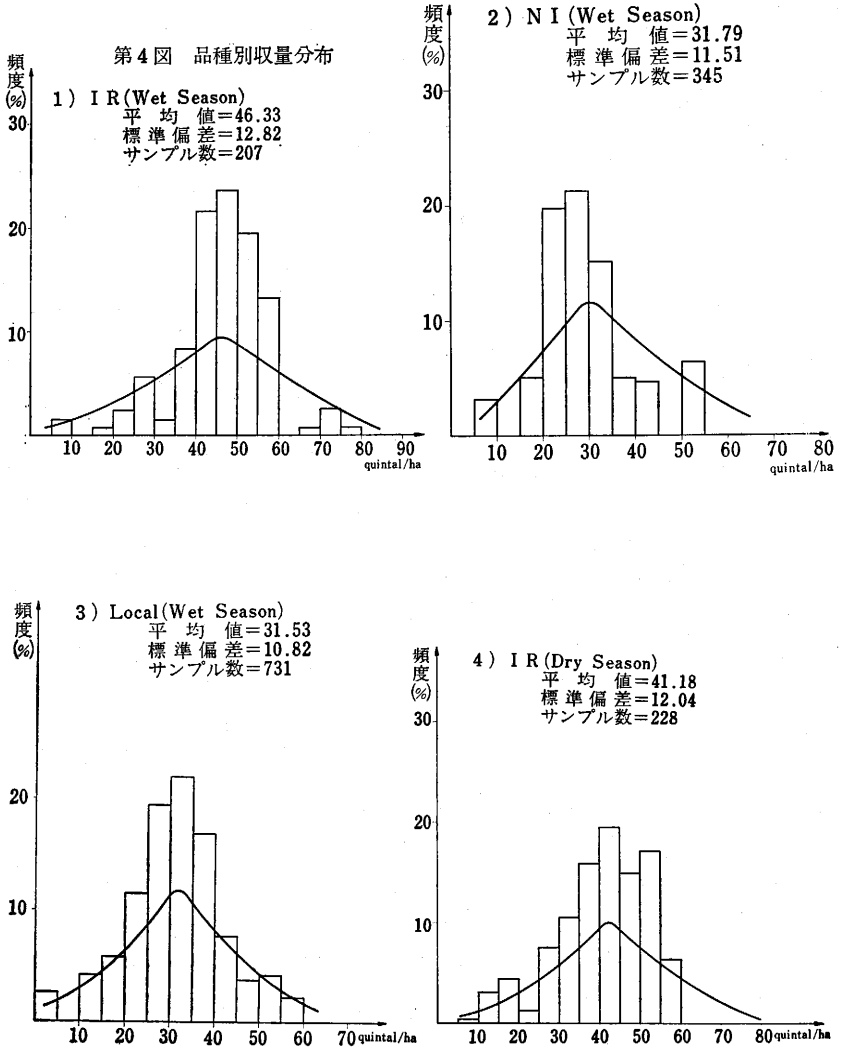 第4図 品種別収量分布
頻度(%)
1) IR(Wet Season)
平均値=46.33
標準偏差=12.82
サンプル数=207
30
20
10
10 20 30 40 50 60 70 80 90
quintal/ha
頻度(%)
2) NI(Wet Season)
平均値=31.79
標準偏差=11.51
サンプル数=345
30
20
10
10 20 30 40 50 60 70 80
quintal/ha
頻度(%)
3) Local(Wet Season)
平均値=31.53
標準偏差=10.82
サンプル数=731
20
10
10 20 30 40 50 60 70 quintal/ha
頻度(%)
4) IR(Dry Season)
平均値=41.18
標準偏差=12.04
サンプル数=228
30
20
10
10 20 30 40 50 60 80 quintal/ha